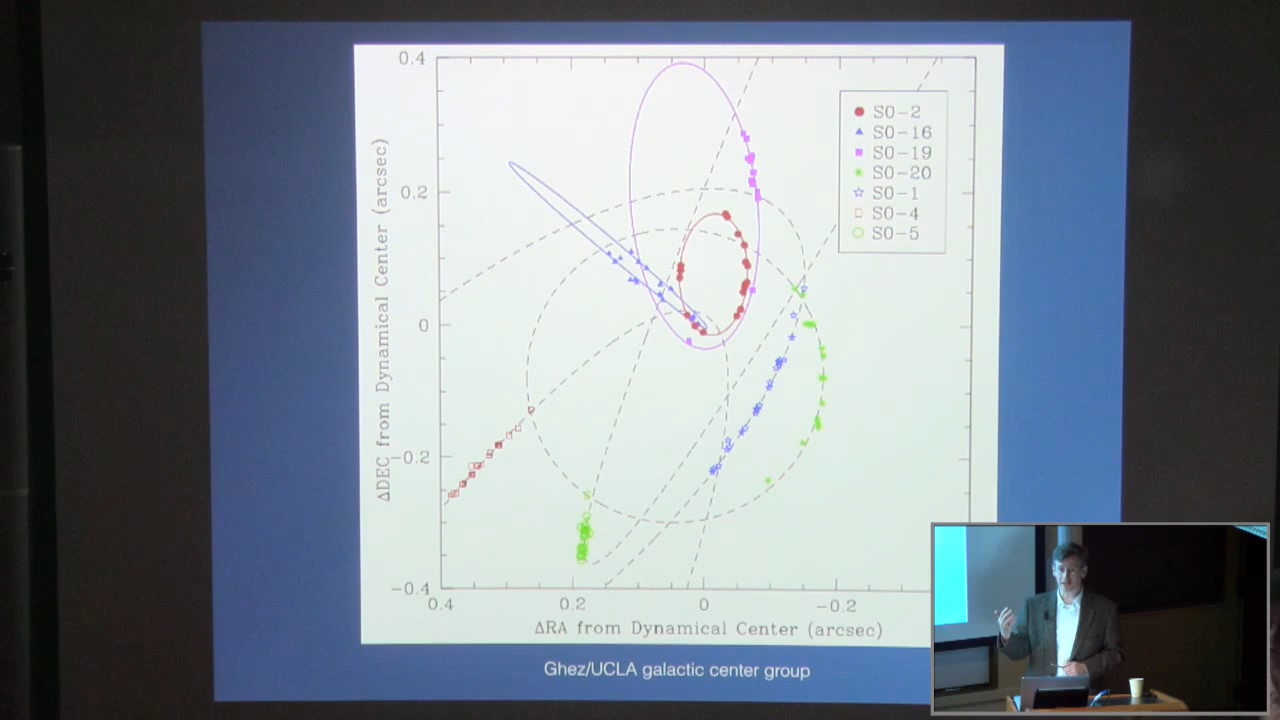 0.4
0.2
0
-0.2
-0.4
ΔDEC from Dynamical Center (arcsec)
S0-2
S0-16
S0-19
S0-20
S0-1
S0-4
S0-5
0.4 0.2 0 -0.2
ΔRA from Dynamical Center (arcsec)
Ghez/UCLA galactic center group